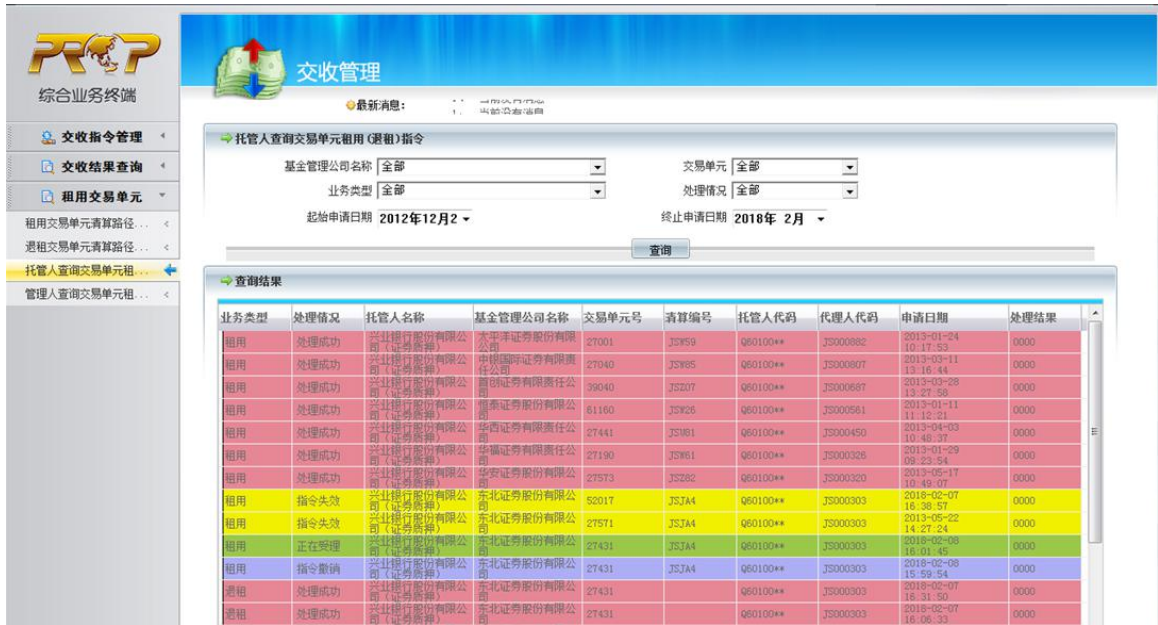 PROP
综合业务终端
交收管理
最新消息:
当前没有消息
交收指令管理
交收结果查询
租用交易单元
租用交易单元清算路径...
退租交易单元清算路径...
托管人查询交易单元租...
管理人查询交易单元租...
托管人查询交易单元租用(退租)指令
基金管理公司名称 全部 交易单元 全部
业务类型 全部 处理情况 全部
起始申请日期 2012年12月2 终止申请日期 2018年 2月
查询
查询结果
业务类型 处理情况 托管人名称 基金管理公司名称 交易单元号 清算编号 托管人代码 代理人代码 申请日期 处理结果
租用 处理成功 兴业银行股份有限公司(证券质押) 太平洋证券股份有限公司 27001 JSW59 Q60100** JS000882 2013-01-24 10:17:53 0000
租用 处理成功 兴业银行股份有限公司(证券质押) 中银国际证券有限责任公司 27040 JSW85 Q60100** JS000807 2013-03-11 13:16:44 0000
租用 处理成功 兴业银行股份有限公司(证券质押) 首创证券有限责任公司 39040 JSZ07 Q60100** JS000687 2013-03-28 13:27:58 0000
租用 处理成功 兴业银行股份有限公司(证券质押) 恒泰证券股份有限公司 61160 JSW26 Q60100** JS000561 2013-01-11 11:12:21 0000
租用 处理成功 兴业银行股份有限公司(证券质押) 华西证券有限责任公司 27441 JSU81 Q60100** JS000450 2013-04-03 10:48:37 0000
租用 处理成功 兴业银行股份有限公司(证券质押) 华福证券有限责任公司 27190 JSW61 Q60100** JS000326 2013-01-29 09:23:54 0000
租用 处理成功 兴业银行股份有限公司(证券质押) 华安证券股份有限公司 27573 JSZ82 Q60100** JS000320 2013-05-17 10:49:07 0000
租用 指令失效 兴业银行股份有限公司(证券质押) 东北证券股份有限公司 52017 JSJA4 Q60100** JS000303 2018-02-07 16:38:57 0000
租用 指令失效 兴业银行股份有限公司(证券质押) 东北证券股份有限公司 27571 JSJA4 Q60100** JS000303 2013-05-22 14:27:24 0000
租用 正在受理 兴业银行股份有限公司(证券质押) 东北证券股份有限公司 27431 JSJA4 Q60100** JS000303 2018-02-08 16:01:45 0000
租用 指令撤销 兴业银行股份有限公司(证券质押) 东北证券股份有限公司 27431 JSJA4 Q60100** JS000303 2018-02-08 15:59:54 0000
退租 处理成功 兴业银行股份有限公司(证券质押) 东北证券股份有限公司 27431 Q60100** JS000303 2018-02-07 16:31:50 0000
退租 处理成功 兴业银行股份有限公司(证券质押) 东北证券股份有限公司 27431 Q60100** JS000303 2018-02-07 16:06:33 0000